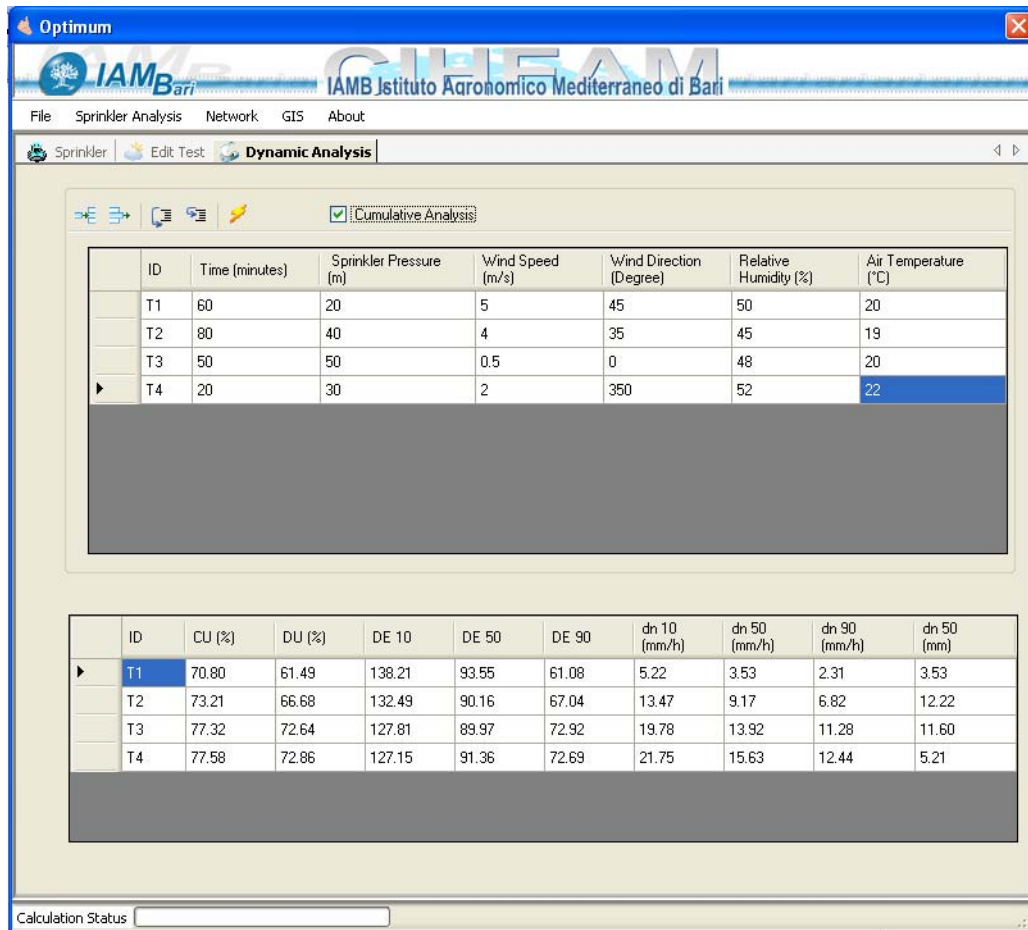 Optimum
CIHEAM
IAMBari
IAMB Istituto Agronomico Mediterraneo di Bari
File Sprinkler Analysis Network GIS About
Sprinkler Edit Test Dynamic Analysis
Cumulative Analysis
ID Time (minutes) Sprinkler Pressure (m) Wind Speed (m/s) Wind Direction (Degree) Relative Humidity (%) Air Temperature (°C)
T1 60 20 5 45 50 20
T2 80 40 4 35 45 19
T3 50 50 0.5 0 48 20
T4 20 30 2 350 52 22
ID CU (%) DU (%) DE 10 DE 50 DE 90 dn 10 (mm/h) dn 50 (mm/h) dn 90 (mm/h) dn 50 (mm)
T1 70.80 61.49 138.21 93.55 61.08 5.22 3.53 2.31 3.53
T2 73.21 66.68 132.49 90.16 67.04 13.47 9.17 6.82 12.22
T3 77.32 72.64 127.81 89.97 72.92 19.78 13.92 11.28 11.60
T4 77.58 72.86 127.15 91.36 72.69 21.75 15.63 12.44 5.21
Calculation Status